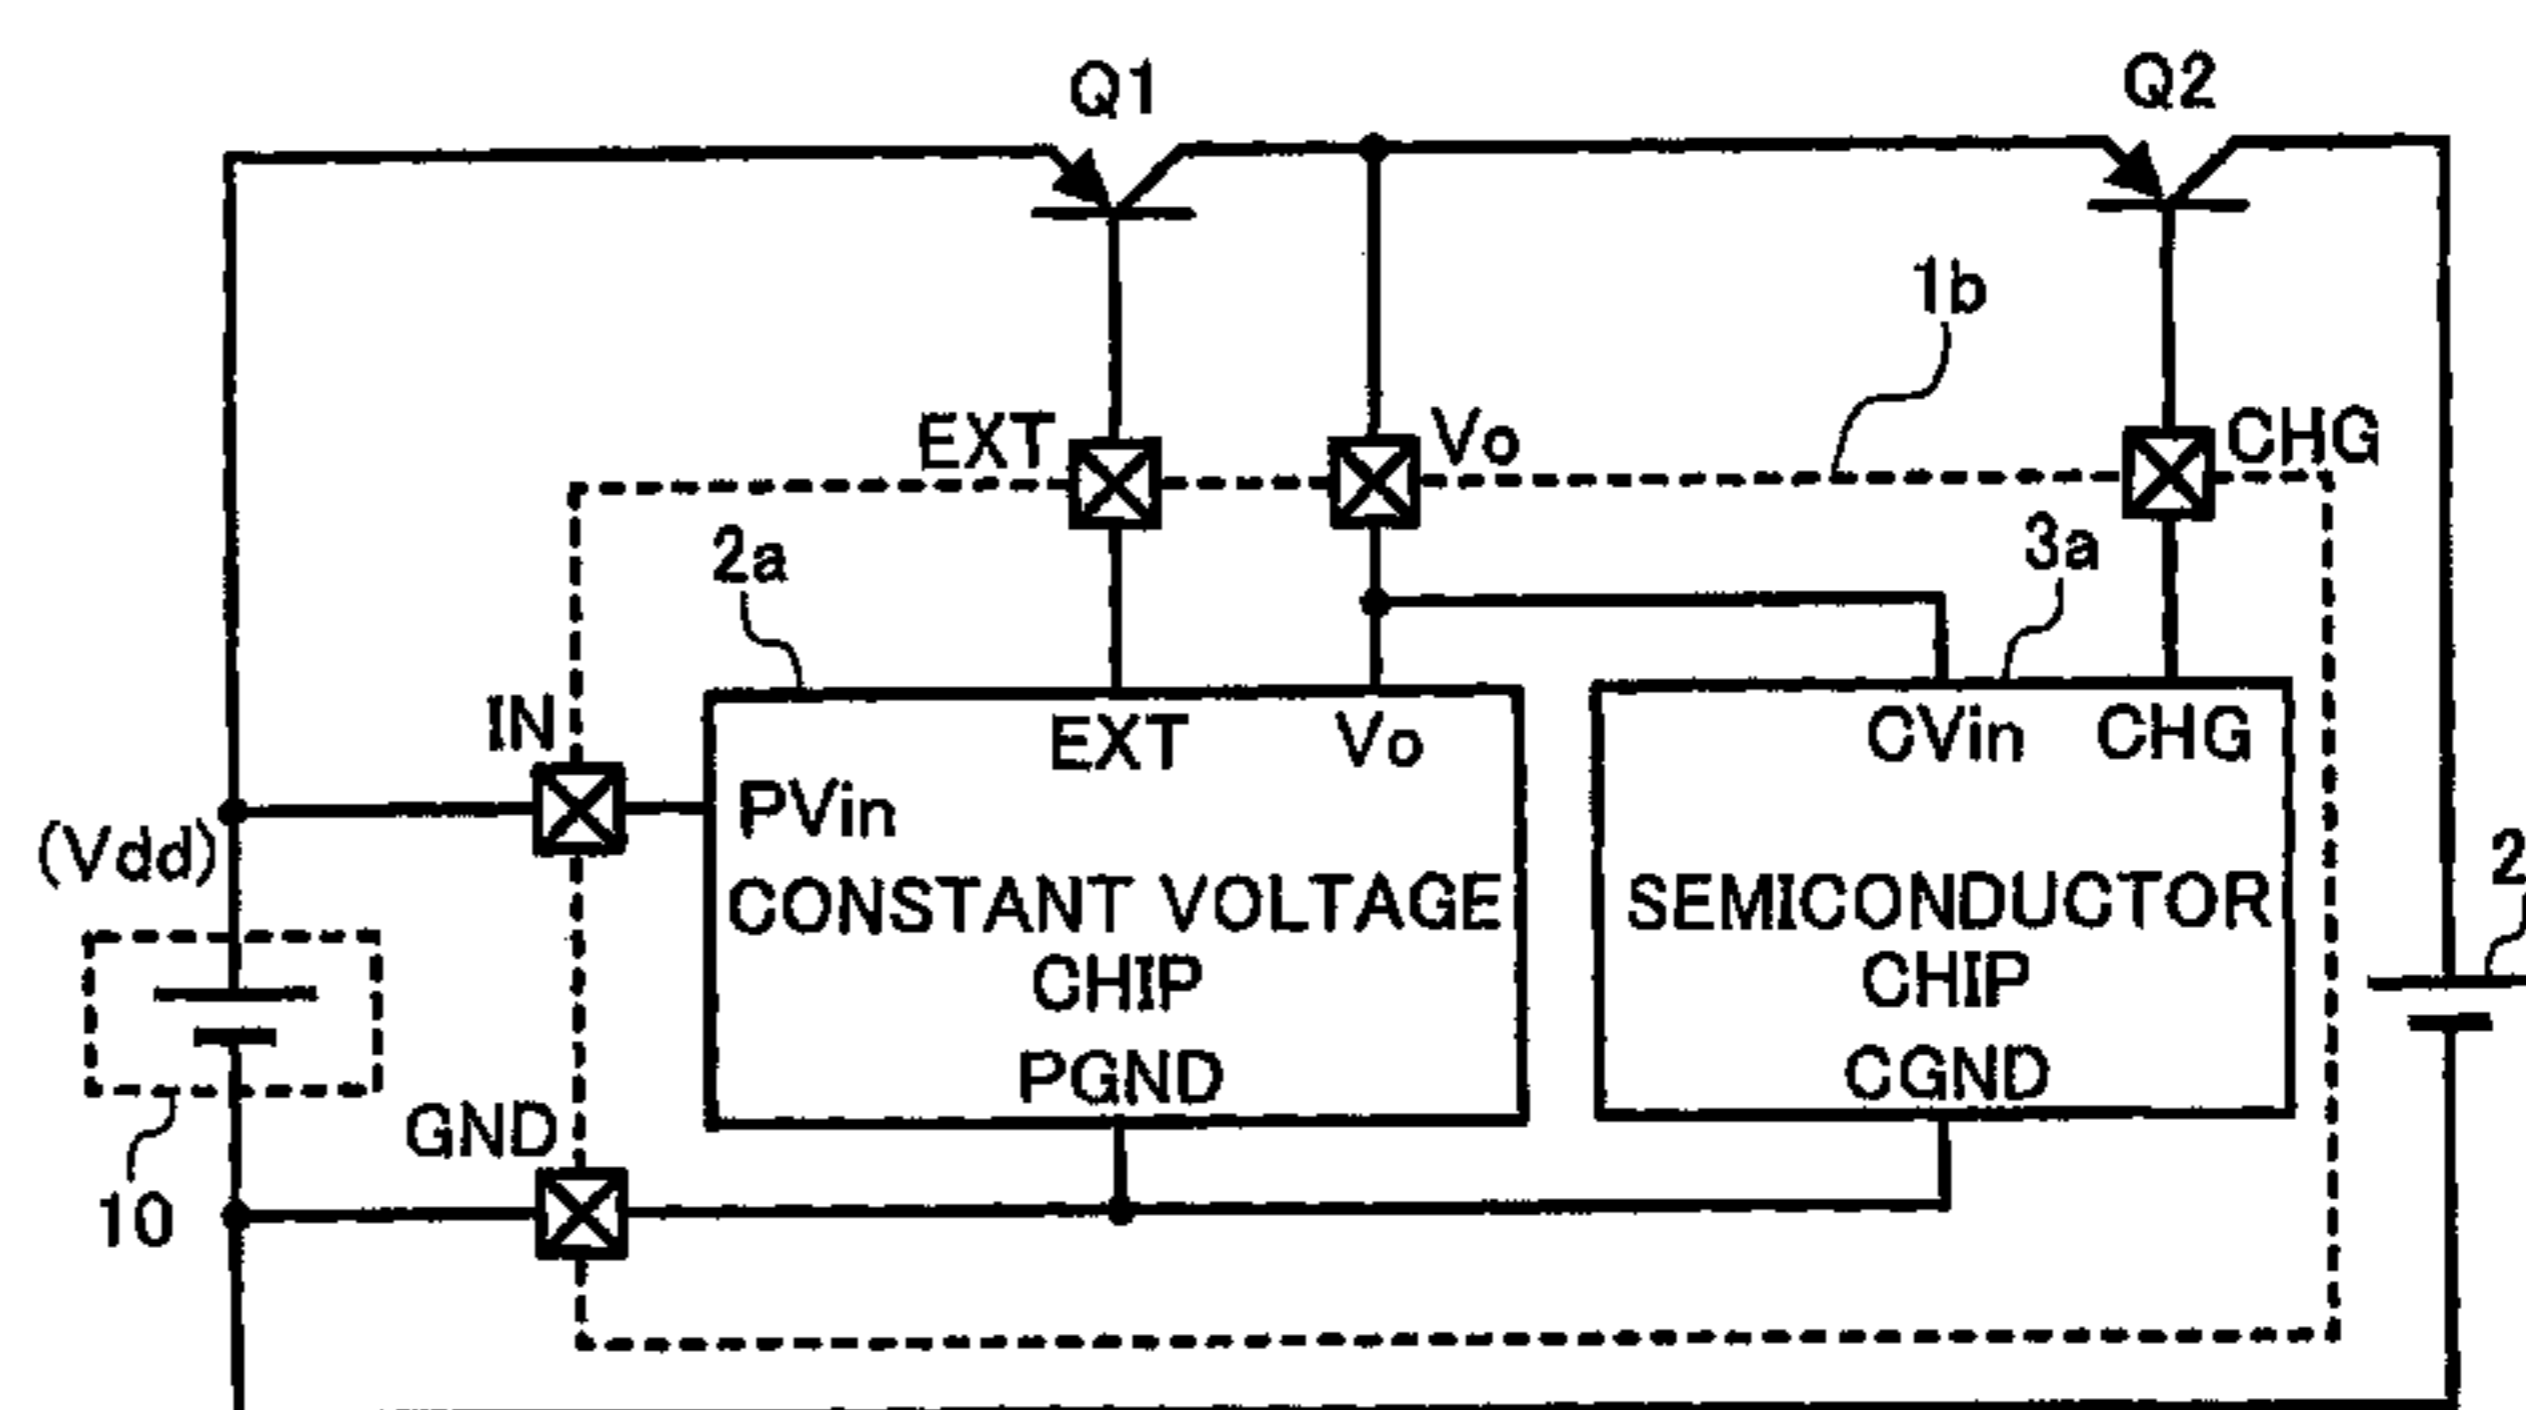 Q1
Q2
1b
EXT
Vo
CHG
2a
3a
IN
EXT
Vo
CVin
CHG
PVin
(Vdd)
CONSTANT VOLTAGE
CHIP
SEMICONDUCTOR
CHIP
PGND
CGND
GND
10